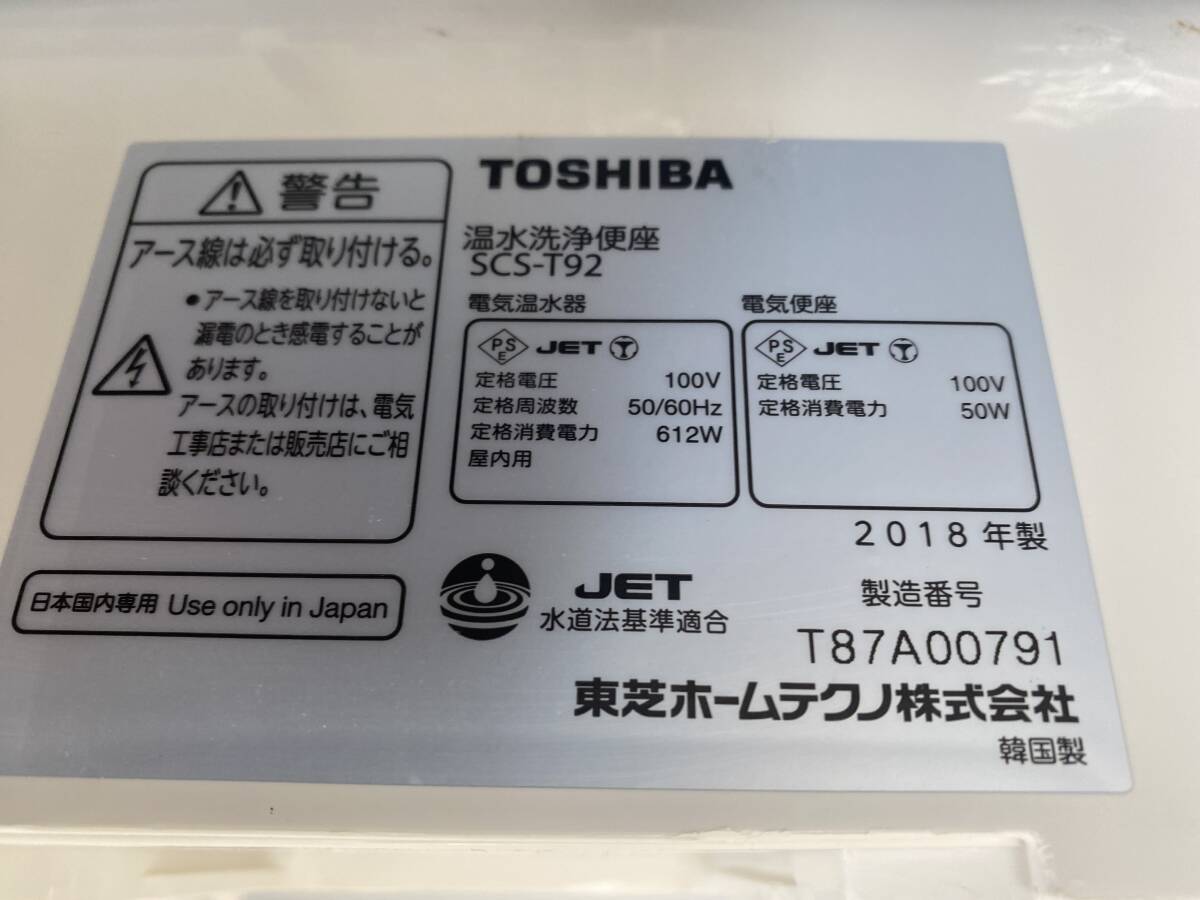 警告
アース線は必ず取り付ける。
●アース線を取り付けないと
漏電のとき感電することが
あります。
アースの取り付けは、電気
工事店または販売店にご相
談ください。
日本国内専用 Use only in Japan
TOSHIBA
温水洗浄便座
SCS-T92
電気温水器
PSE JET T
定格電圧 100V
定格周波数 50/60Hz
定格消費電力 612W
屋内用
電気便座
PSE JET T
定格電圧 100V
定格消費電力 50W
2018年製
JET
水道法基準適合
製造番号
T87A00791
東芝ホームテクノ株式会社
韓国製